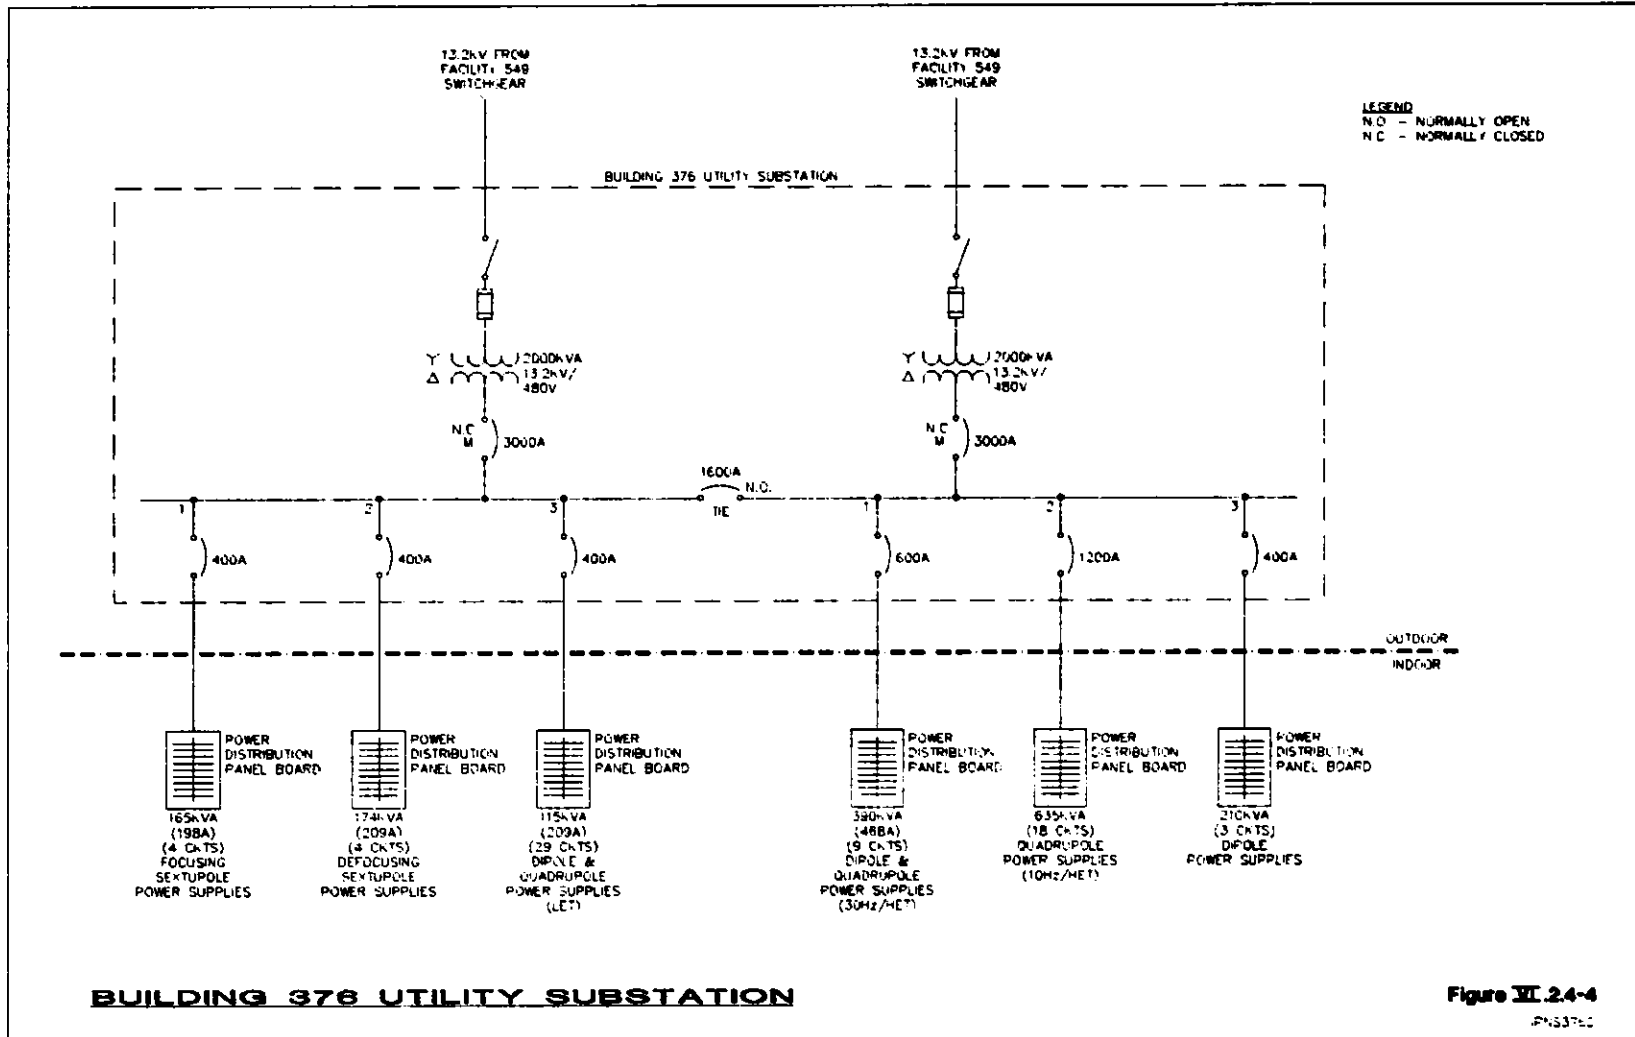 13.2KV FROM
FACILITY 549
SWITCHGEAR
13.2KV FROM
FACILITY 549
SWITCHGEAR
LEGEND
N.O - NORMALLY OPEN
N.C - NORMALLY CLOSED
BUILDING 376 UTILITY SUBSTATION
Y
Δ
2000KVA
13.2KV/
480V
Y
Δ
2000KVA
13.2KV/
480V
N.C
M
3000A
N.C
M
3000A
1600A
N.O.
TIE
1
2
3
1
2
3
400A
400A
400A
600A
1200A
400A
OUTDOOR
INDOOR
POWER
DISTRIBUTION
PANEL BOARD
POWER
DISTRIBUTION
PANEL BOARD
POWER
DISTRIBUTION
PANEL BOARD
POWER
DISTRIBUTION
PANEL BOARD
POWER
DISTRIBUTION
PANEL BOARD
POWER
DISTRIBUTION
PANEL BOARD
165KVA
(198A)
(4 CKTS)
FOCUSING
SEXTUPOLE
POWER SUPPLIES
174KVA
(209A)
(4 CKTS)
DEFOCUSING
SEXTUPOLE
POWER SUPPLIES
115KVA
(209A)
(29 CKTS)
DIPOLE &
QUADRUPOLE
POWER SUPPLIES
(LET)
390KVA
(468A)
(9 CKTS)
DIPOLE &
QUADRUPOLE
POWER SUPPLIES
(30Hz/HET)
635KVA
(18 CKTS)
QUADRUPOLE
POWER SUPPLIES
(10Hz/HET)
210KVA
(3 CKTS)
DIPOLE
POWER SUPPLIES
BUILDING 376 UTILITY SUBSTATION
Figure VI.2.4-4